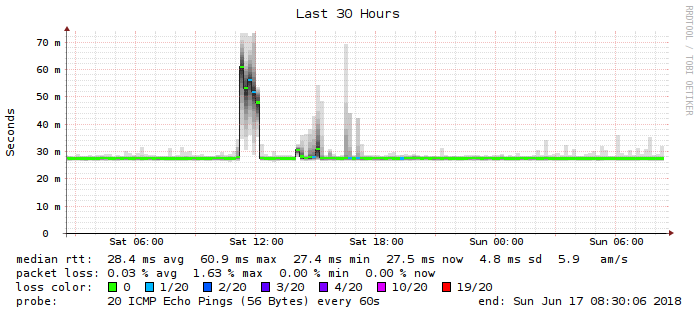 Last 30 Hours
RRDTOOL / TOBI OETIKER
Seconds
70 m
60 m
50 m
40 m
30 m
20 m
10 m
0
Sat 06:00 Sat 12:00 Sat 18:00 Sun 00:00 Sun 06:00
median rtt: 28.4 ms avg 60.9 ms max 27.4 ms min 27.5 ms now 4.8 ms sd 5.9 am/s
packet loss: 0.03 % avg 1.63 % max 0.00 % min 0.00 % now
loss color: 0 1/20 2/20 3/20 4/20 10/20 19/20
probe: 20 ICMP Echo Pings (56 Bytes) every 60s end: Sun Jun 17 08:30:06 2018